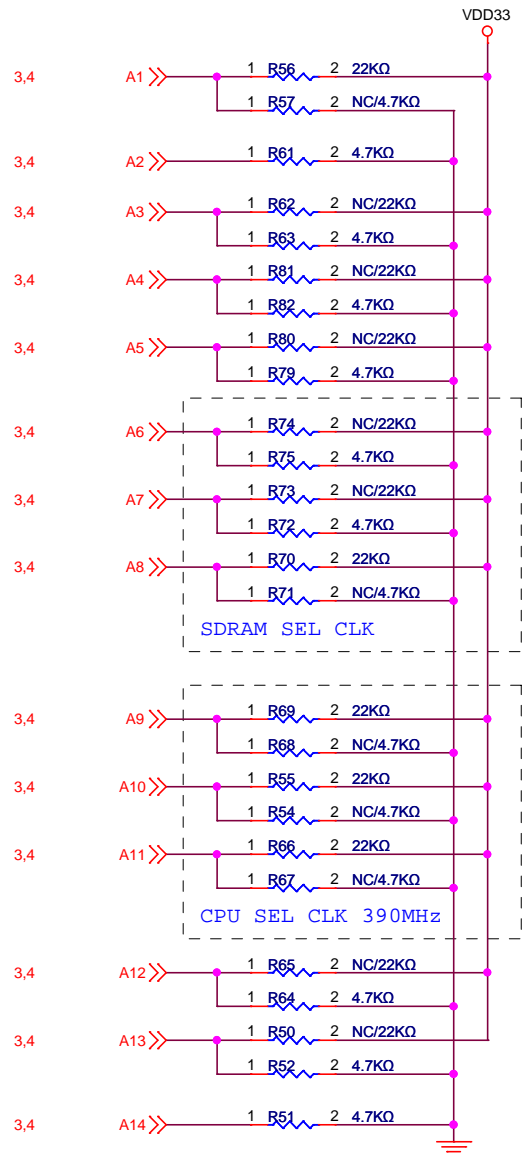 VDD33
3,4 A1 1 R56 2 22KΩ
1 R57 2 NC/4.7KΩ
3,4 A2 1 R61 2 4.7KΩ
3,4 A3 1 R62 2 NC/22KΩ
1 R63 2 4.7KΩ
3,4 A4 1 R81 2 NC/22KΩ
1 R82 2 4.7KΩ
3,4 A5 1 R80 2 NC/22KΩ
1 R79 2 4.7KΩ
3,4 A6 1 R74 2 NC/22KΩ
1 R75 2 4.7KΩ
3,4 A7 1 R73 2 NC/22KΩ
1 R72 2 4.7KΩ
3,4 A8 1 R70 2 22KΩ
1 R71 2 NC/4.7KΩ
SDRAM SEL CLK
3,4 A9 1 R69 2 22KΩ
1 R68 2 NC/4.7KΩ
3,4 A10 1 R55 2 22KΩ
1 R54 2 NC/4.7KΩ
3,4 A11 1 R66 2 22KΩ
1 R67 2 NC/4.7KΩ
CPU SEL CLK 390MHz
3,4 A12 1 R65 2 NC/22KΩ
1 R64 2 4.7KΩ
3,4 A13 1 R50 2 NC/22KΩ
1 R52 2 4.7KΩ
3,4 A14 1 R51 2 4.7KΩ